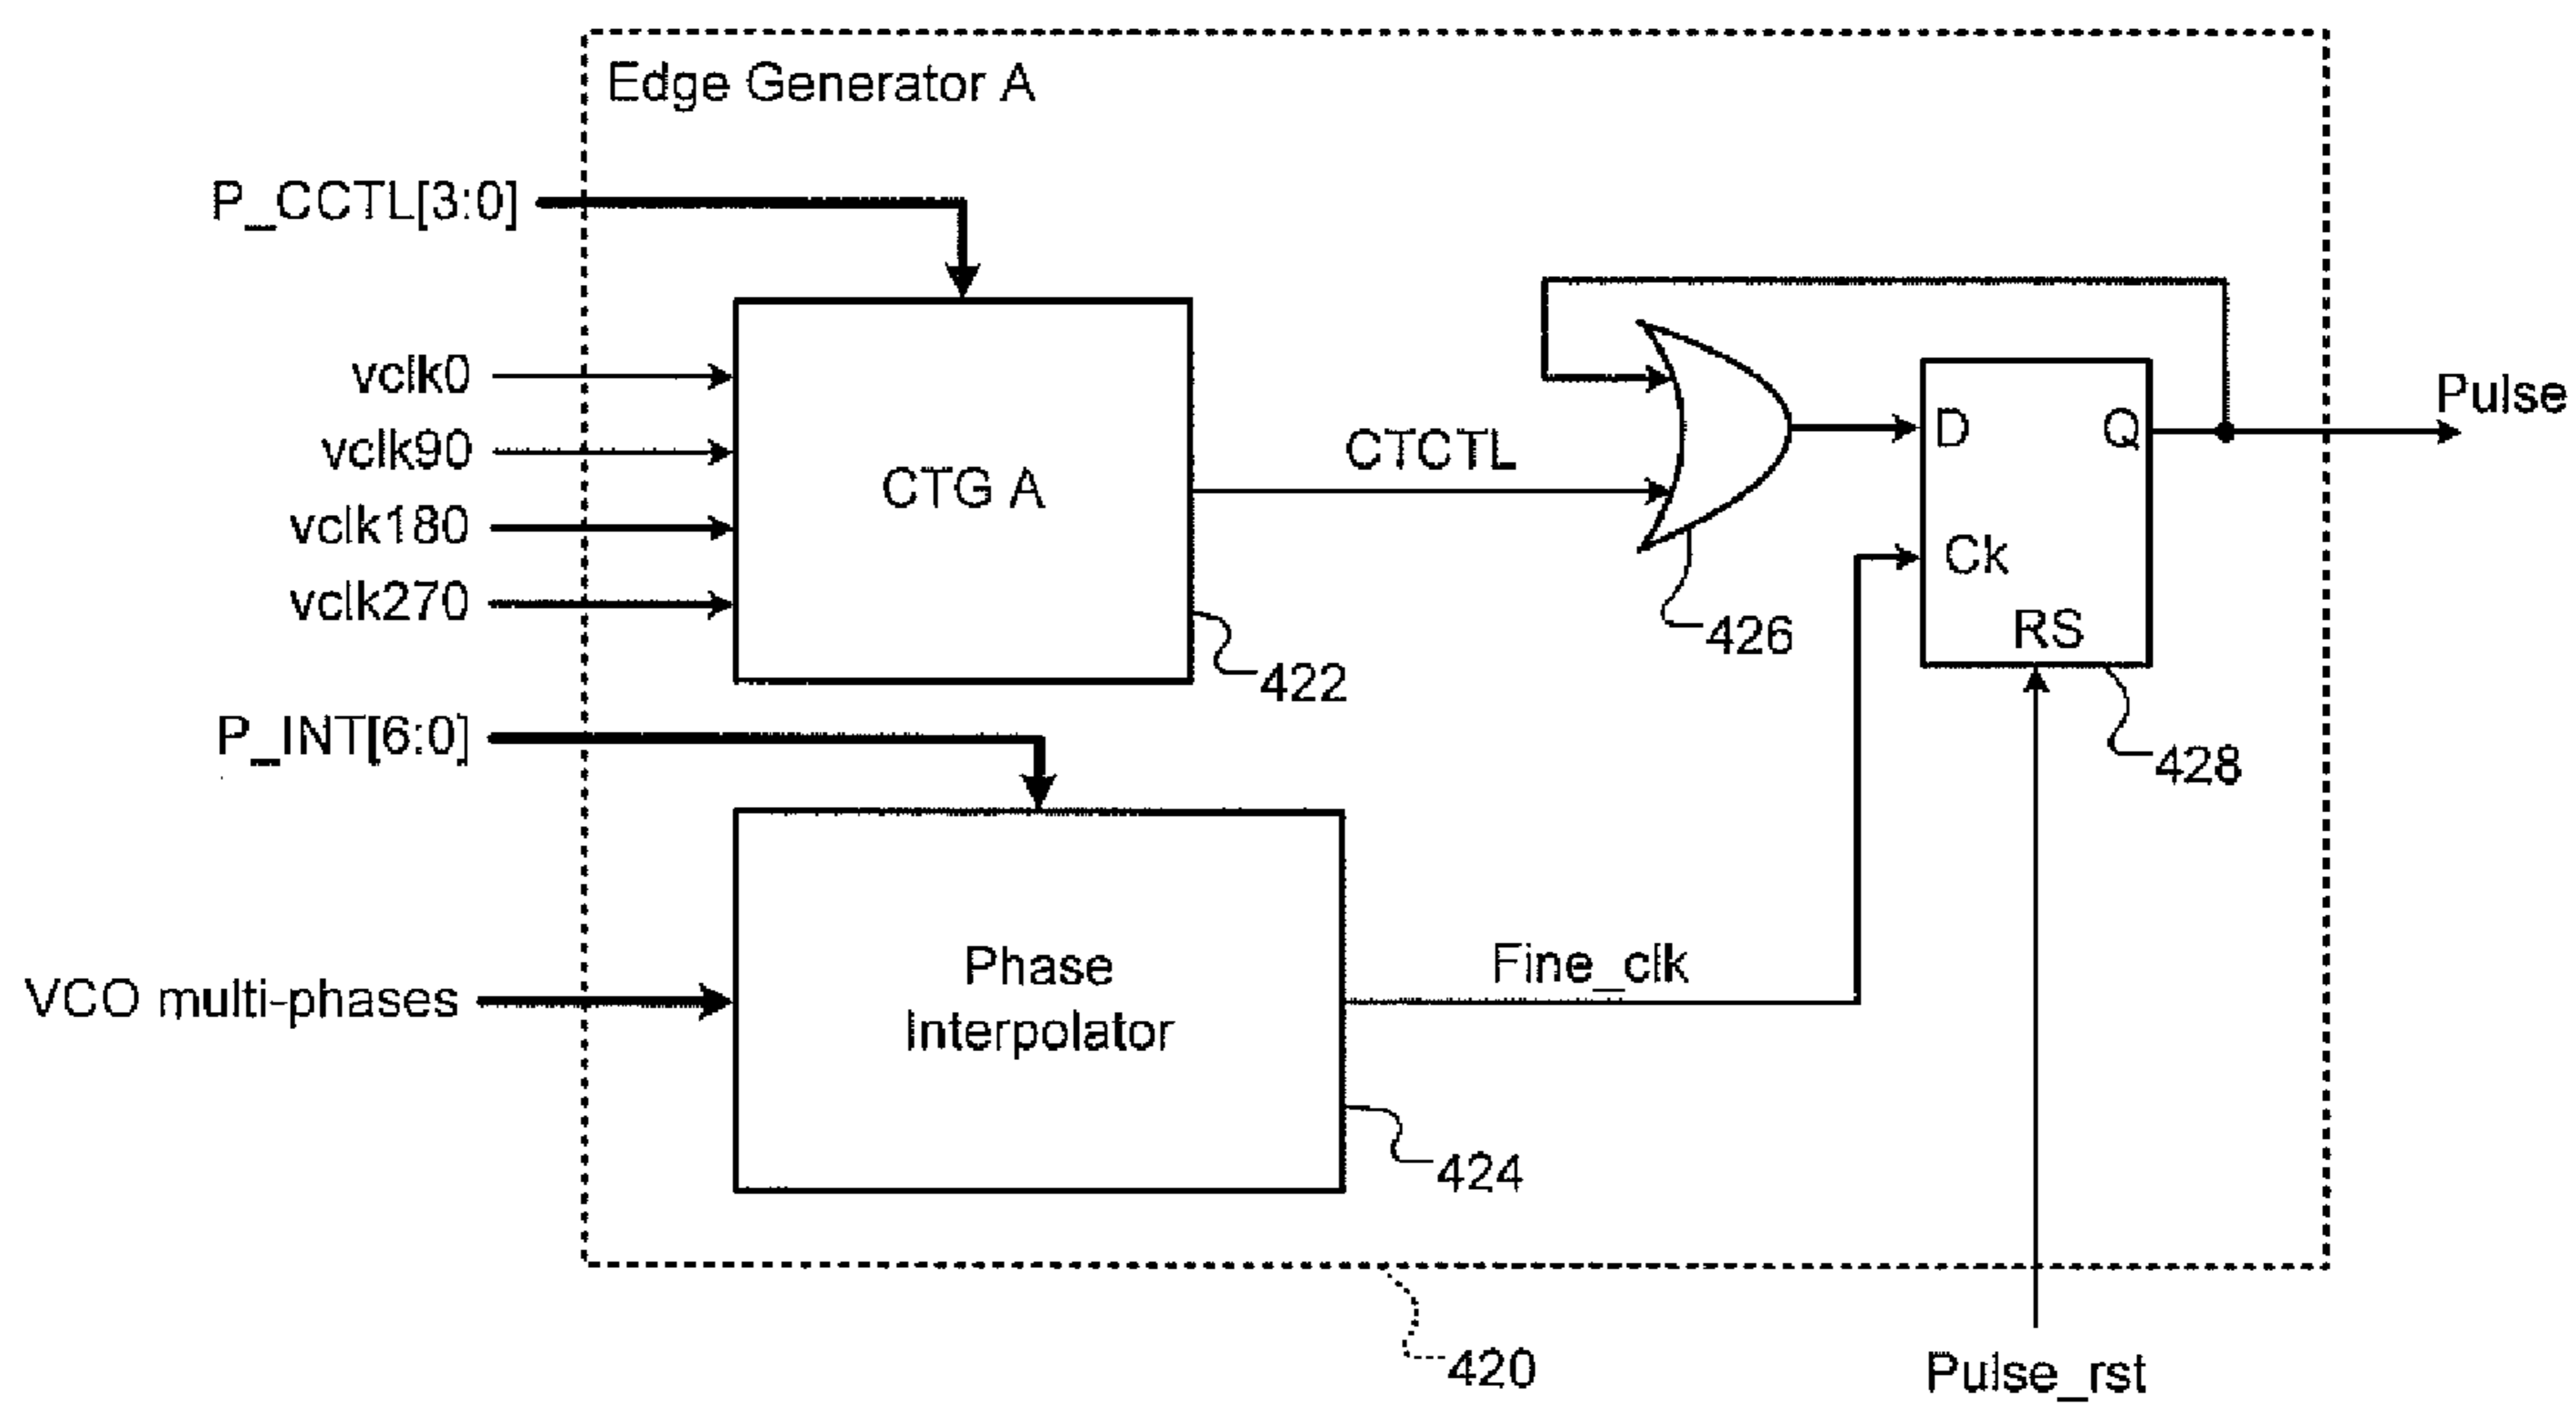 Edge Generator A
P_CCTL[3:0]
vclk0
vclk90
vclk180
vclk270
CTG A
422
CTCTL
426
D
Q
Ck
RS
428
Pulse
P_INT[6:0]
VCO multi-phases
Phase
Interpolator
424
Fine_clk
420
Pulse_rst